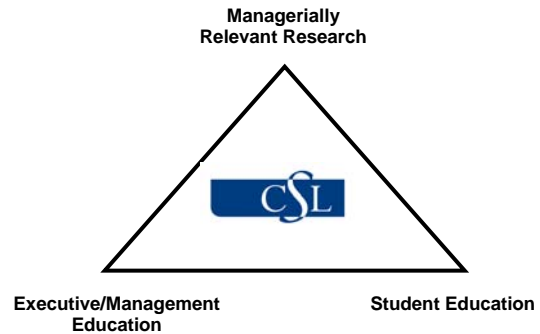 Managerially
Relevant Research
CSL
Executive/Management
Education
Student Education